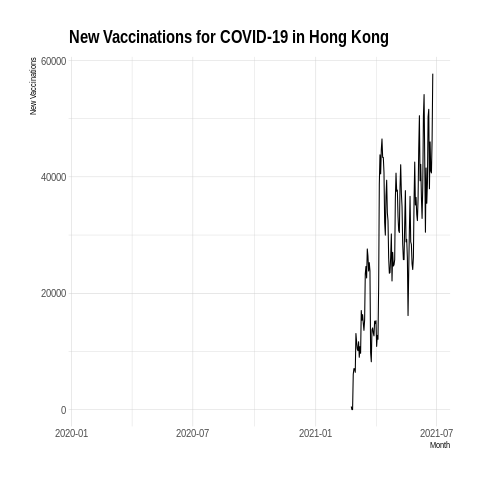 New Vaccinations for COVID-19 in Hong Kong
New Vaccinations
60000
40000
20000
0
2020-01
2020-07
2021-01
2021-07
Month